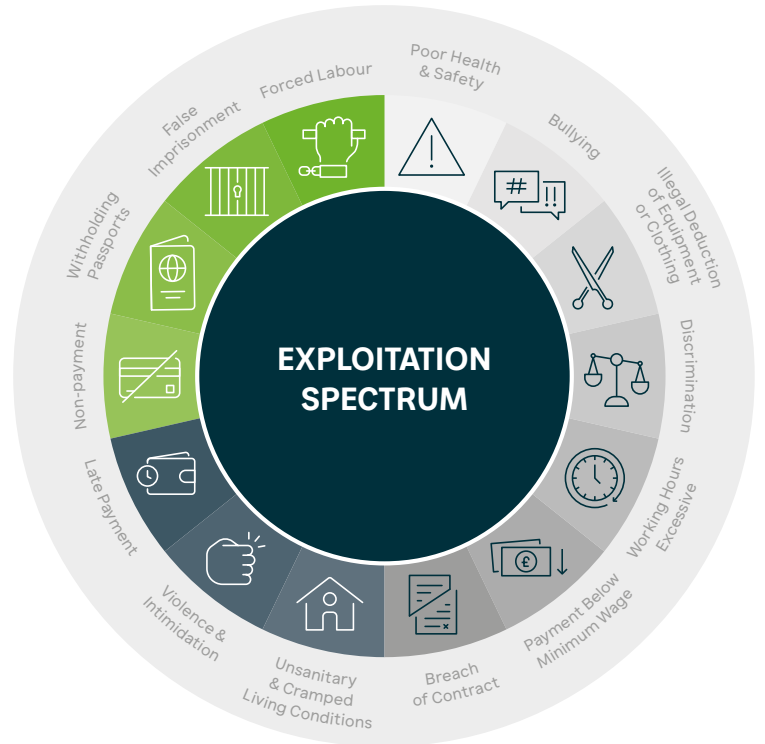 EXPLOITATION
SPECTRUM
Poor Health
& Safety
Bullying
#
!!
Illegal Deduction
of Equipment
or Clothing
Discrimination
Working Hours
Excessive
Payment Below
Minimum Wage
£
Breach
of Contract
Unsanitary
& Cramped
Living Conditions
Violence &
Intimidation
Late Payment
Non-payment
Withholding
Passports
False
Imprisonment
Forced Labour